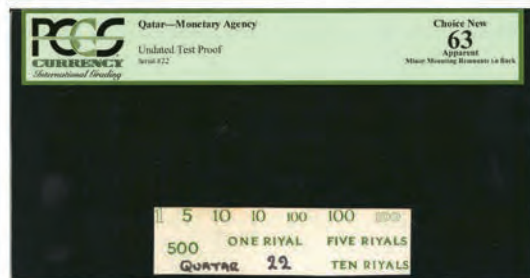 PCGS
CURRENCY
International Grading
Qatar—Monetary Agency
Undated Test Proof
Serial #22
Choice New
63
Apparent
Minor Mounting Remnants on Back
1 5 10 10 100 100 100
500 ONE RIYAL FIVE RIYALS
QUATAR 22 TEN RIYALS